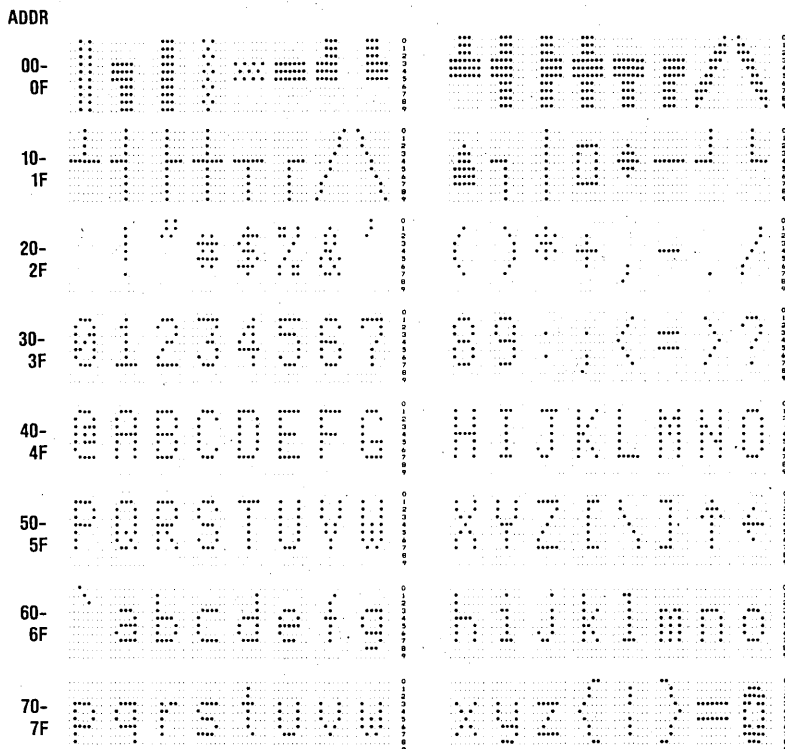 ADDR
00-
0F
10-
1F
20-
2F
! " # $ % & ' ( ) * + , - . /
30-
3F
0 1 2 3 4 5 6 7 8 9 : ; < = > ?
40-
4F
@ A B C D E F G H I J K L M N O
50-
5F
P Q R S T U V W X Y Z [ \ ] ↑ ←
60-
6F
` a b c d e f g h i j k l m n o
70-
7F
p q r s t u v w x y z { | } =